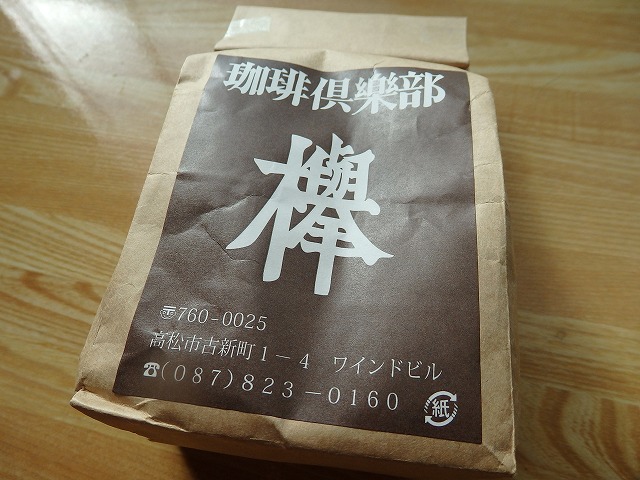 珈琲倶樂部
欅
〠760-0025
高松市古新町1-4 ワインドビル
☎(087)823-0160
紙